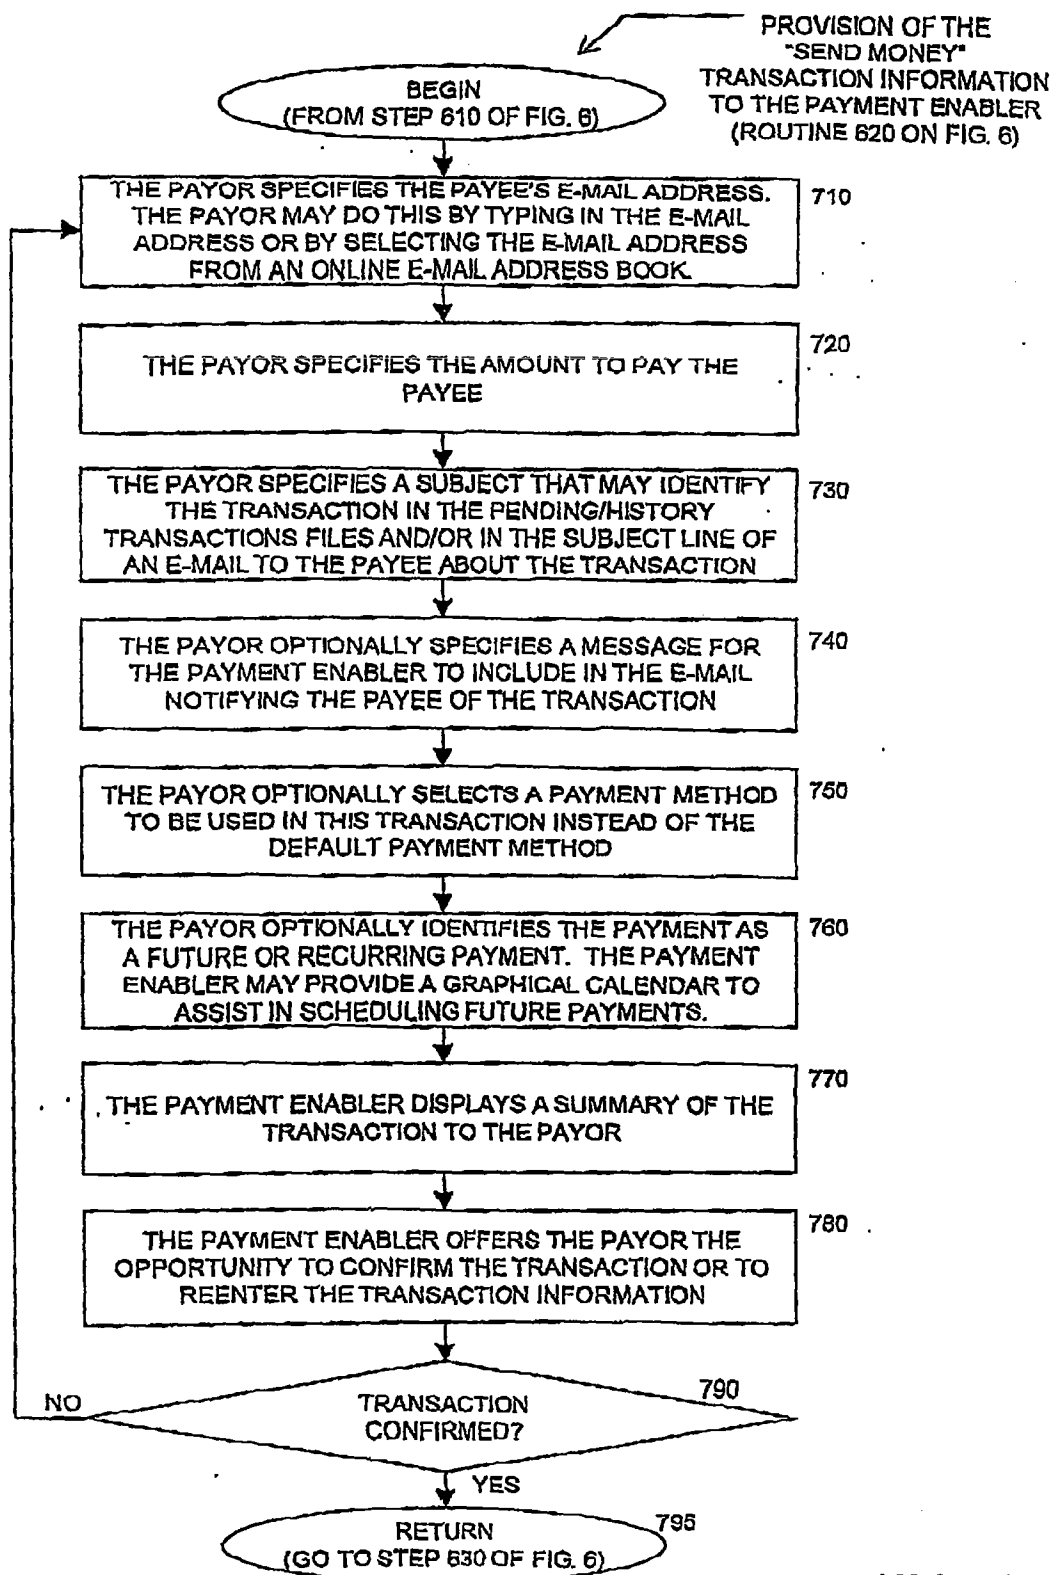 PROVISION OF THE
"SEND MONEY"
TRANSACTION INFORMATION
TO THE PAYMENT ENABLER
(ROUTINE 620 ON FIG. 6)
BEGIN
(FROM STEP 610 OF FIG. 6)
THE PAYOR SPECIFIES THE PAYEE'S E-MAIL ADDRESS.
THE PAYOR MAY DO THIS BY TYPING IN THE E-MAIL
ADDRESS OR BY SELECTING THE E-MAIL ADDRESS
FROM AN ONLINE E-MAIL ADDRESS BOOK.
710
THE PAYOR SPECIFIES THE AMOUNT TO PAY THE
PAYEE
720
THE PAYOR SPECIFIES A SUBJECT THAT MAY IDENTIFY
THE TRANSACTION IN THE PENDING/HISTORY
TRANSACTIONS FILES AND/OR IN THE SUBJECT LINE OF
AN E-MAIL TO THE PAYEE ABOUT THE TRANSACTION
730
THE PAYOR OPTIONALLY SPECIFIES A MESSAGE FOR
THE PAYMENT ENABLER TO INCLUDE IN THE E-MAIL
NOTIFYING THE PAYEE OF THE TRANSACTION
740
THE PAYOR OPTIONALLY SELECTS A PAYMENT METHOD
TO BE USED IN THIS TRANSACTION INSTEAD OF THE
DEFAULT PAYMENT METHOD
750
THE PAYOR OPTIONALLY IDENTIFIES THE PAYMENT AS
A FUTURE OR RECURRING PAYMENT. THE PAYMENT
ENABLER MAY PROVIDE A GRAPHICAL CALENDAR TO
ASSIST IN SCHEDULING FUTURE PAYMENTS.
760
THE PAYMENT ENABLER DISPLAYS A SUMMARY OF THE
TRANSACTION TO THE PAYOR
770
THE PAYMENT ENABLER OFFERS THE PAYOR THE
OPPORTUNITY TO CONFIRM THE TRANSACTION OR TO
REENTER THE TRANSACTION INFORMATION
780
NO
TRANSACTION
CONFIRMED?
790
YES
RETURN
(GO TO STEP 630 OF FIG. 6)
795